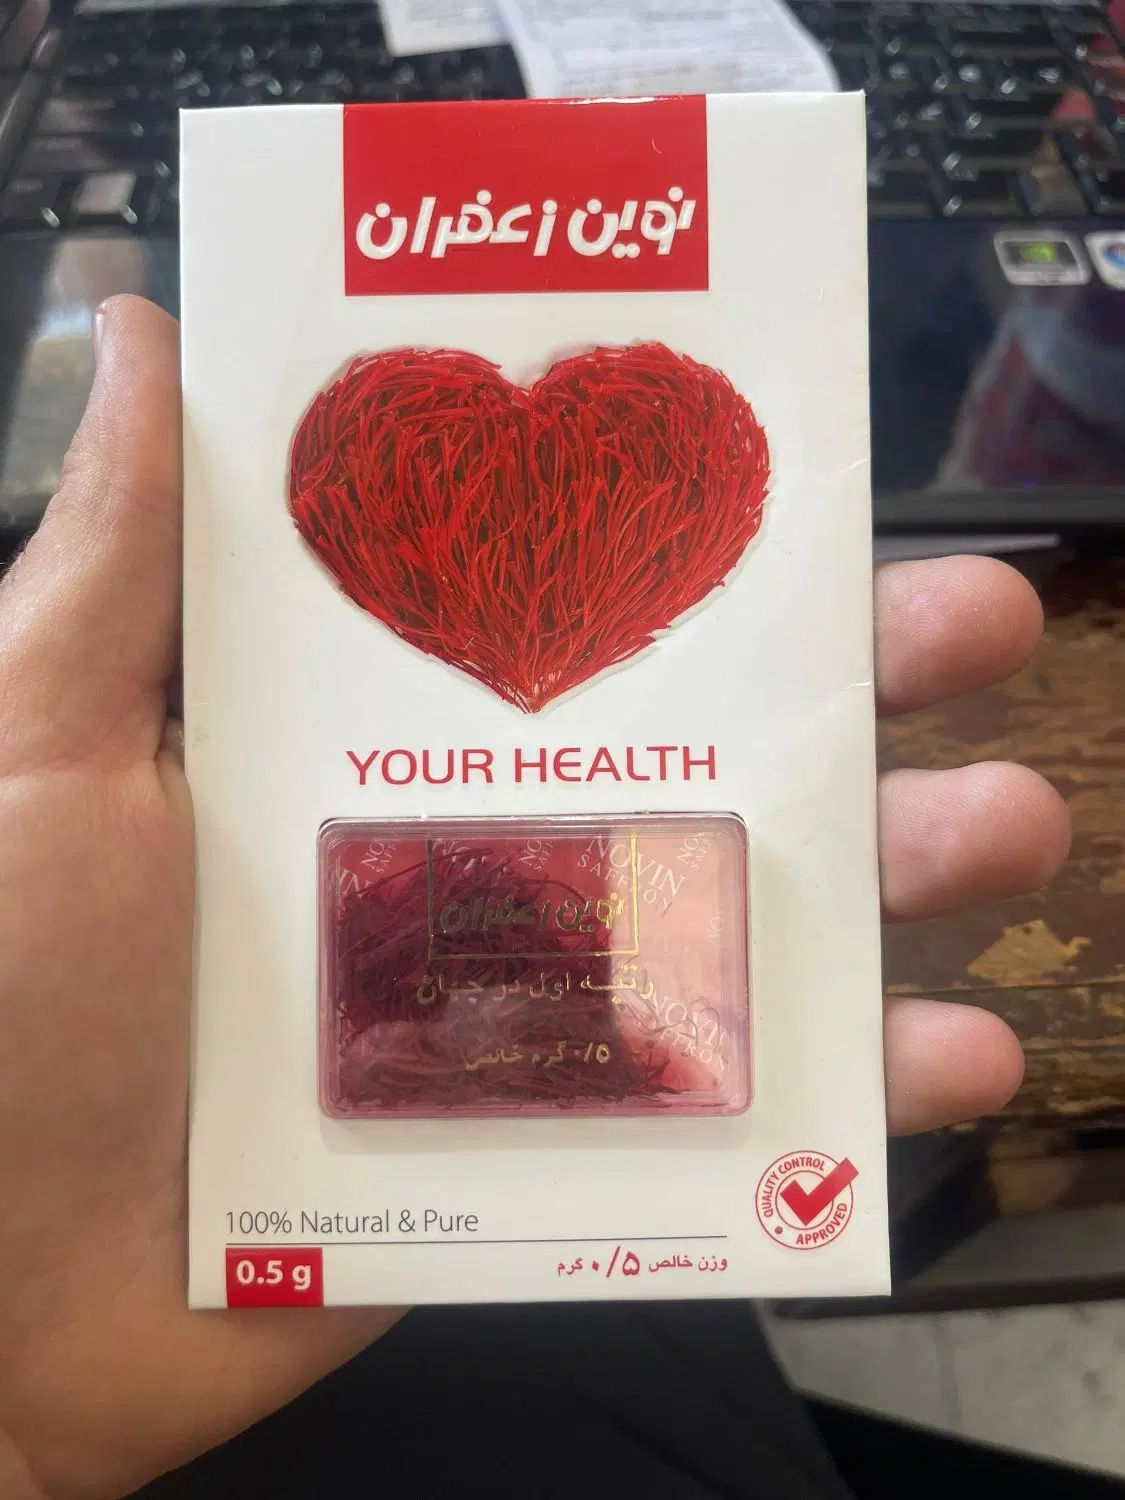 نوین زعفران
YOUR HEALTH
NOVIN
SAFFRON
نوین زعفران
رتبه اول در جهان
NOVIN
۰/۵ گرم خالص
QUALITY CONTROL
APPROVED
100% Natural & Pure
0.5 g
وزن خالص ۰/۵ گرم